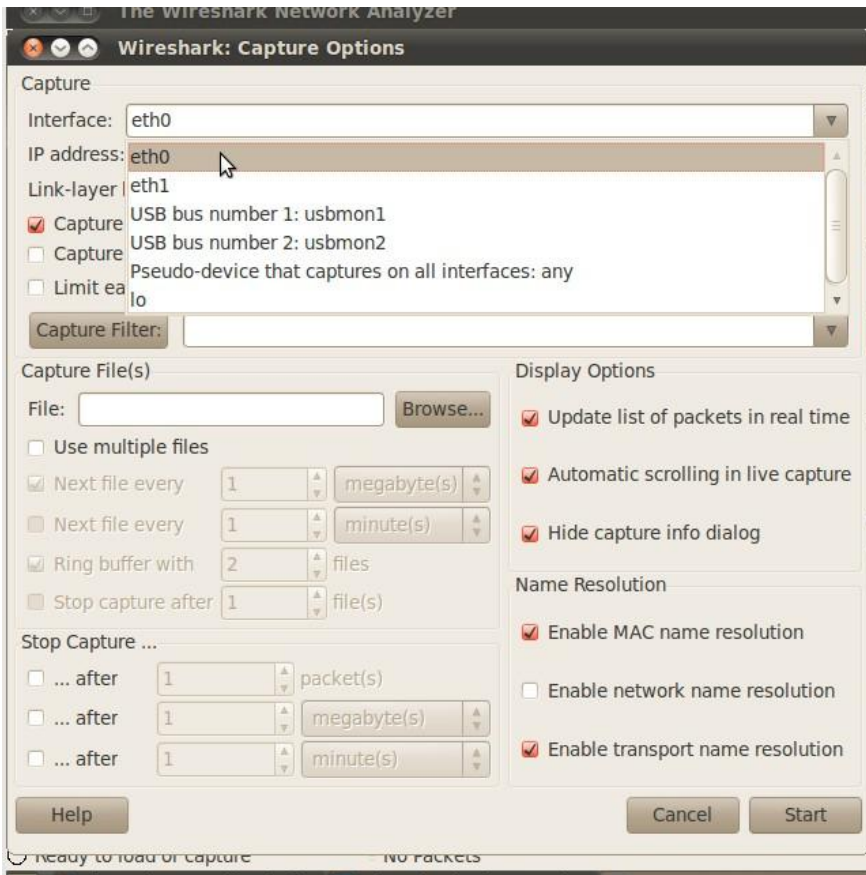 The Wireshark Network Analyzer
Wireshark: Capture Options
Capture
Interface: eth0
IP address: eth0
Link-layer
eth1
Capture
USB bus number 1: usbmon1
Capture
USB bus number 2: usbmon2
Pseudo-device that captures on all interfaces: any
Limit ea
lo
Capture Filter:
Capture File(s)
File:
Browse...
Use multiple files
Next file every 1 megabyte(s)
Next file every 1 minute(s)
Ring buffer with 2 files
Stop capture after 1 file(s)
Stop Capture ...
... after 1 packet(s)
... after 1 megabyte(s)
... after 1 minute(s)
Display Options
Update list of packets in real time
Automatic scrolling in live capture
Hide capture info dialog
Name Resolution
Enable MAC name resolution
Enable network name resolution
Enable transport name resolution
Help
Cancel
Start
Ready to load or capture
No Packets